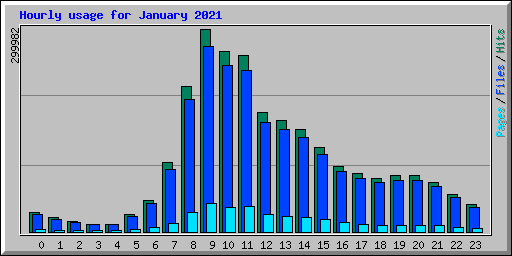 Hourly usage for January 2021
299982
Pages/Files/Hits
0 1 2 3 4 5 6 7 8 9 10 11 12 13 14 15 16 17 18 19 20 21 22 23